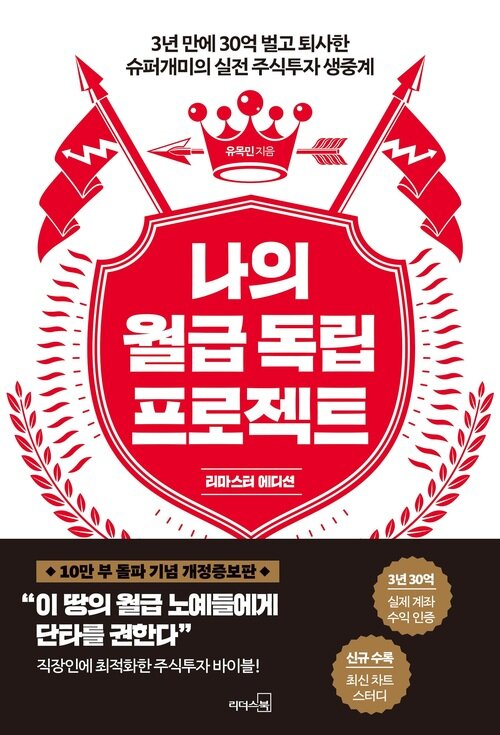 3년 만에 30억 벌고 퇴사한
슈퍼개미의 실전 주식투자 생중계
유목민 지음
나의
월급 독립
프로젝트
리마스터 에디션
◆ 10만 부 돌파 기념 개정증보판 ◆
“이 땅의 월급 노예들에게
단타를 권한다”
직장인에 최적화한 주식투자 바이블!
3년 30억
실제 계좌
수익 인증
신규 수록
최신 차트
스터디
리더스북